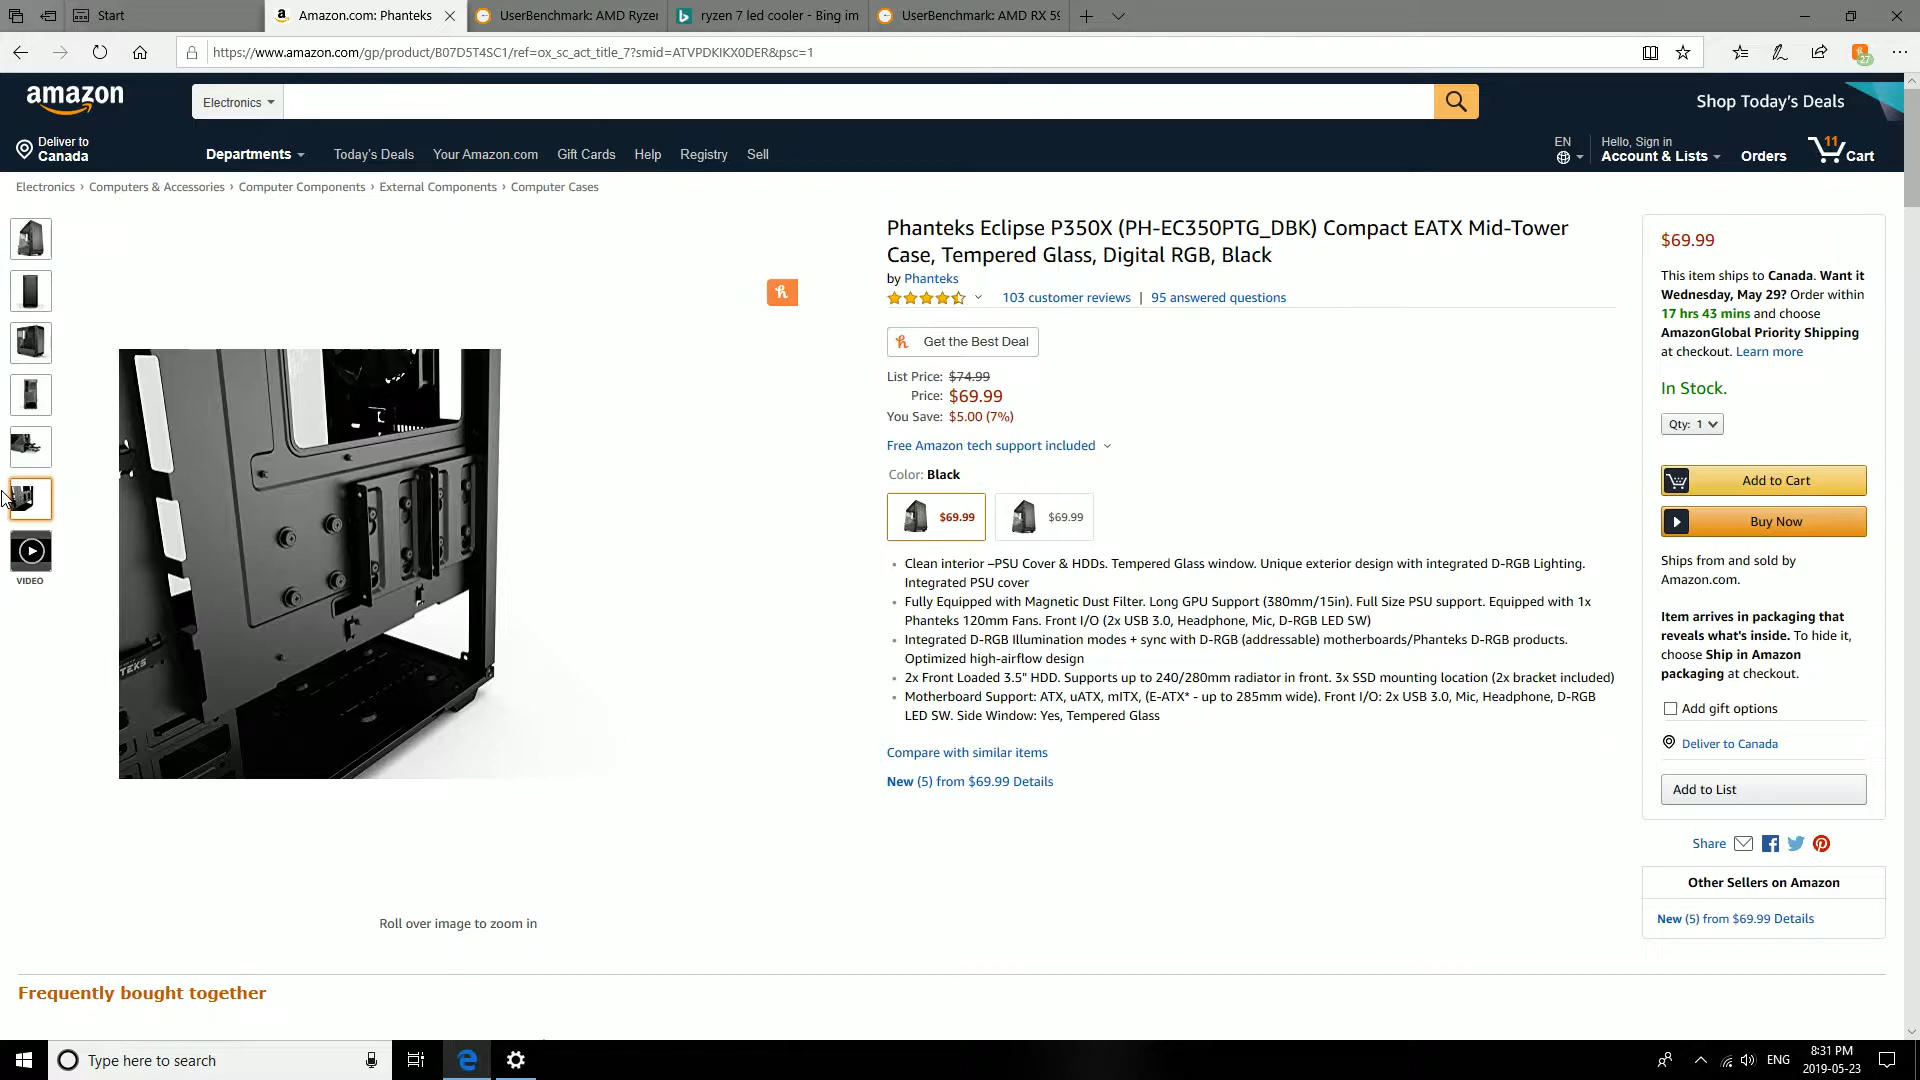 Start
Amazon.com: Phanteks
UserBenchmark: AMD Ryzer
ryzen 7 led cooler - Bing im
UserBenchmark: AMD RX 59
https://www.amazon.com/gp/product/B07D5T4SC1/ref=ox_sc_act_title_7?smid=ATVPDKIKX0DER&psc=1
27
amazon
Electronics
Shop Today's Deals
Deliver to
Canada
Departments
Today's Deals
Your Amazon.com
Gift Cards
Help
Registry
Sell
EN
Hello, Sign in
Account & Lists
Orders
11
Cart
Electronics › Computers & Accessories › Computer Components › External Components › Computer Cases
Phanteks Eclipse P350X (PH-EC350PTG_DBK) Compact EATX Mid-Tower
Case, Tempered Glass, Digital RGB, Black
by Phanteks
103 customer reviews | 95 answered questions
Get the Best Deal
List Price: $74.99
Price: $69.99
You Save: $5.00 (7%)
Free Amazon tech support included
Color: Black
$69.99
$69.99
• Clean interior –PSU Cover & HDDs. Tempered Glass window. Unique exterior design with integrated D-RGB Lighting.
Integrated PSU cover
• Fully Equipped with Magnetic Dust Filter. Long GPU Support (380mm/15in). Full Size PSU support. Equipped with 1x
Phanteks 120mm Fans. Front I/O (2x USB 3.0, Headphone, Mic, D-RGB LED SW)
• Integrated D-RGB Illumination modes + sync with D-RGB (addressable) motherboards/Phanteks D-RGB products.
Optimized high-airflow design
• 2x Front Loaded 3.5" HDD. Supports up to 240/280mm radiator in front. 3x SSD mounting location (2x bracket included)
• Motherboard Support: ATX, uATX, mITX, (E-ATX* - up to 285mm wide). Front I/O: 2x USB 3.0, Mic, Headphone, D-RGB
LED SW. Side Window: Yes, Tempered Glass
Compare with similar items
New (5) from $69.99 Details
VIDEO
Roll over image to zoom in
$69.99
This item ships to Canada. Want it
Wednesday, May 29? Order within
17 hrs 43 mins and choose
AmazonGlobal Priority Shipping
at checkout. Learn more
In Stock.
Qty: 1
Add to Cart
Buy Now
Ships from and sold by
Amazon.com.
Item arrives in packaging that
reveals what's inside. To hide it,
choose Ship in Amazon
packaging at checkout.
Add gift options
Deliver to Canada
Add to List
Share
Other Sellers on Amazon
New (5) from $69.99 Details
Frequently bought together
Type here to search
ENG
8:31 PM
2019-05-23